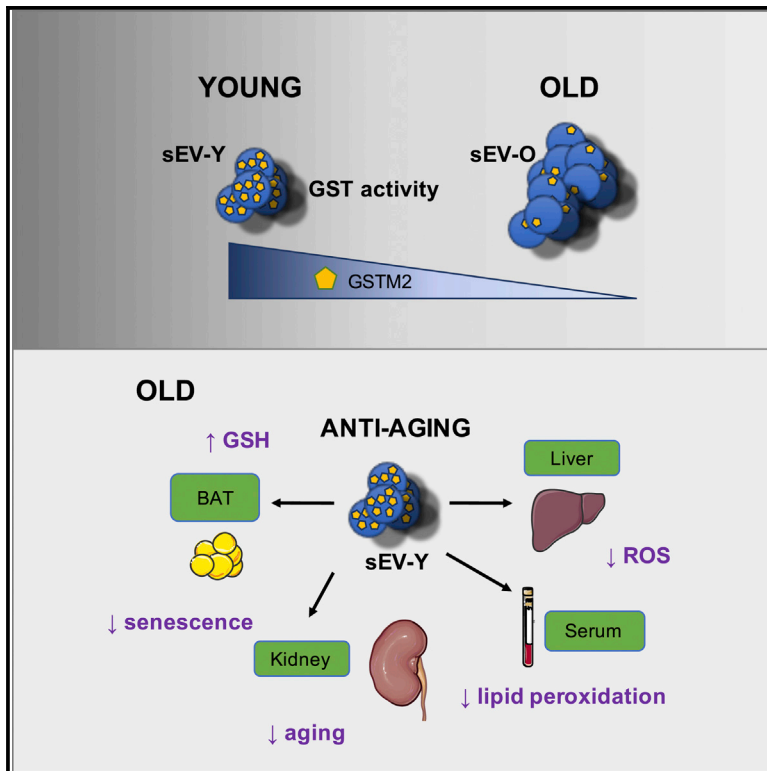 YOUNG
OLD
sEV-Y
sEV-O
GST activity
GSTM2
OLD
ANTI-AGING
↑ GSH
BAT
Liver
sEV-Y
↓ ROS
↓ senescence
Kidney
Serum
↓ lipid peroxidation
↓ aging